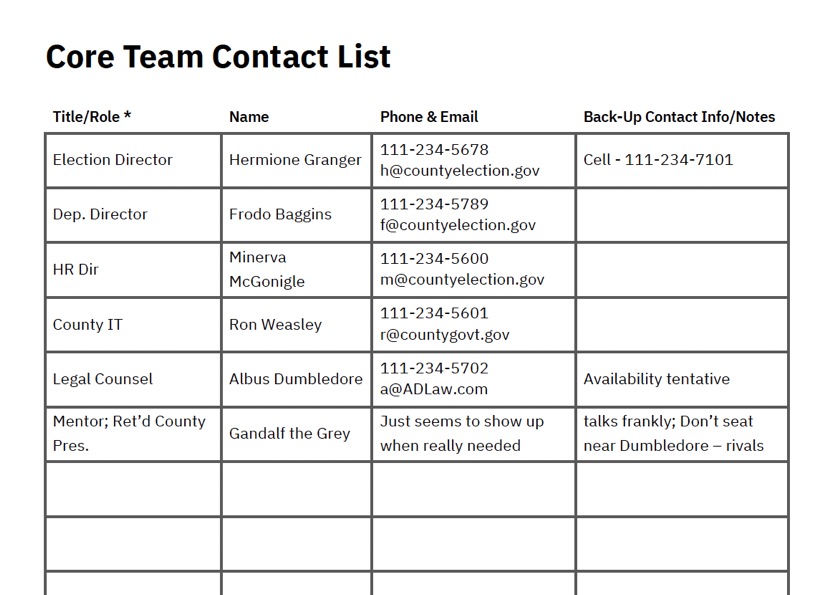 Core Team Contact List
Title/Role * Name Phone & Email Back-Up Contact Info/Notes
Election Director Hermione Granger 111-234-5678 h@countyelection.gov Cell - 111-234-7101
Dep. Director Frodo Baggins 111-234-5789 f@countyelection.gov
HR Dir Minerva McGonigle 111-234-5600 m@countyelection.gov
County IT Ron Weasley 111-234-5601 r@countygovt.gov
Legal Counsel Albus Dumbledore 111-234-5702 a@ADLaw.com Availability tentative
Mentor; Ret’d County Pres. Gandalf the Grey Just seems to show up when really needed talks frankly; Don’t seat near Dumbledore – rivals